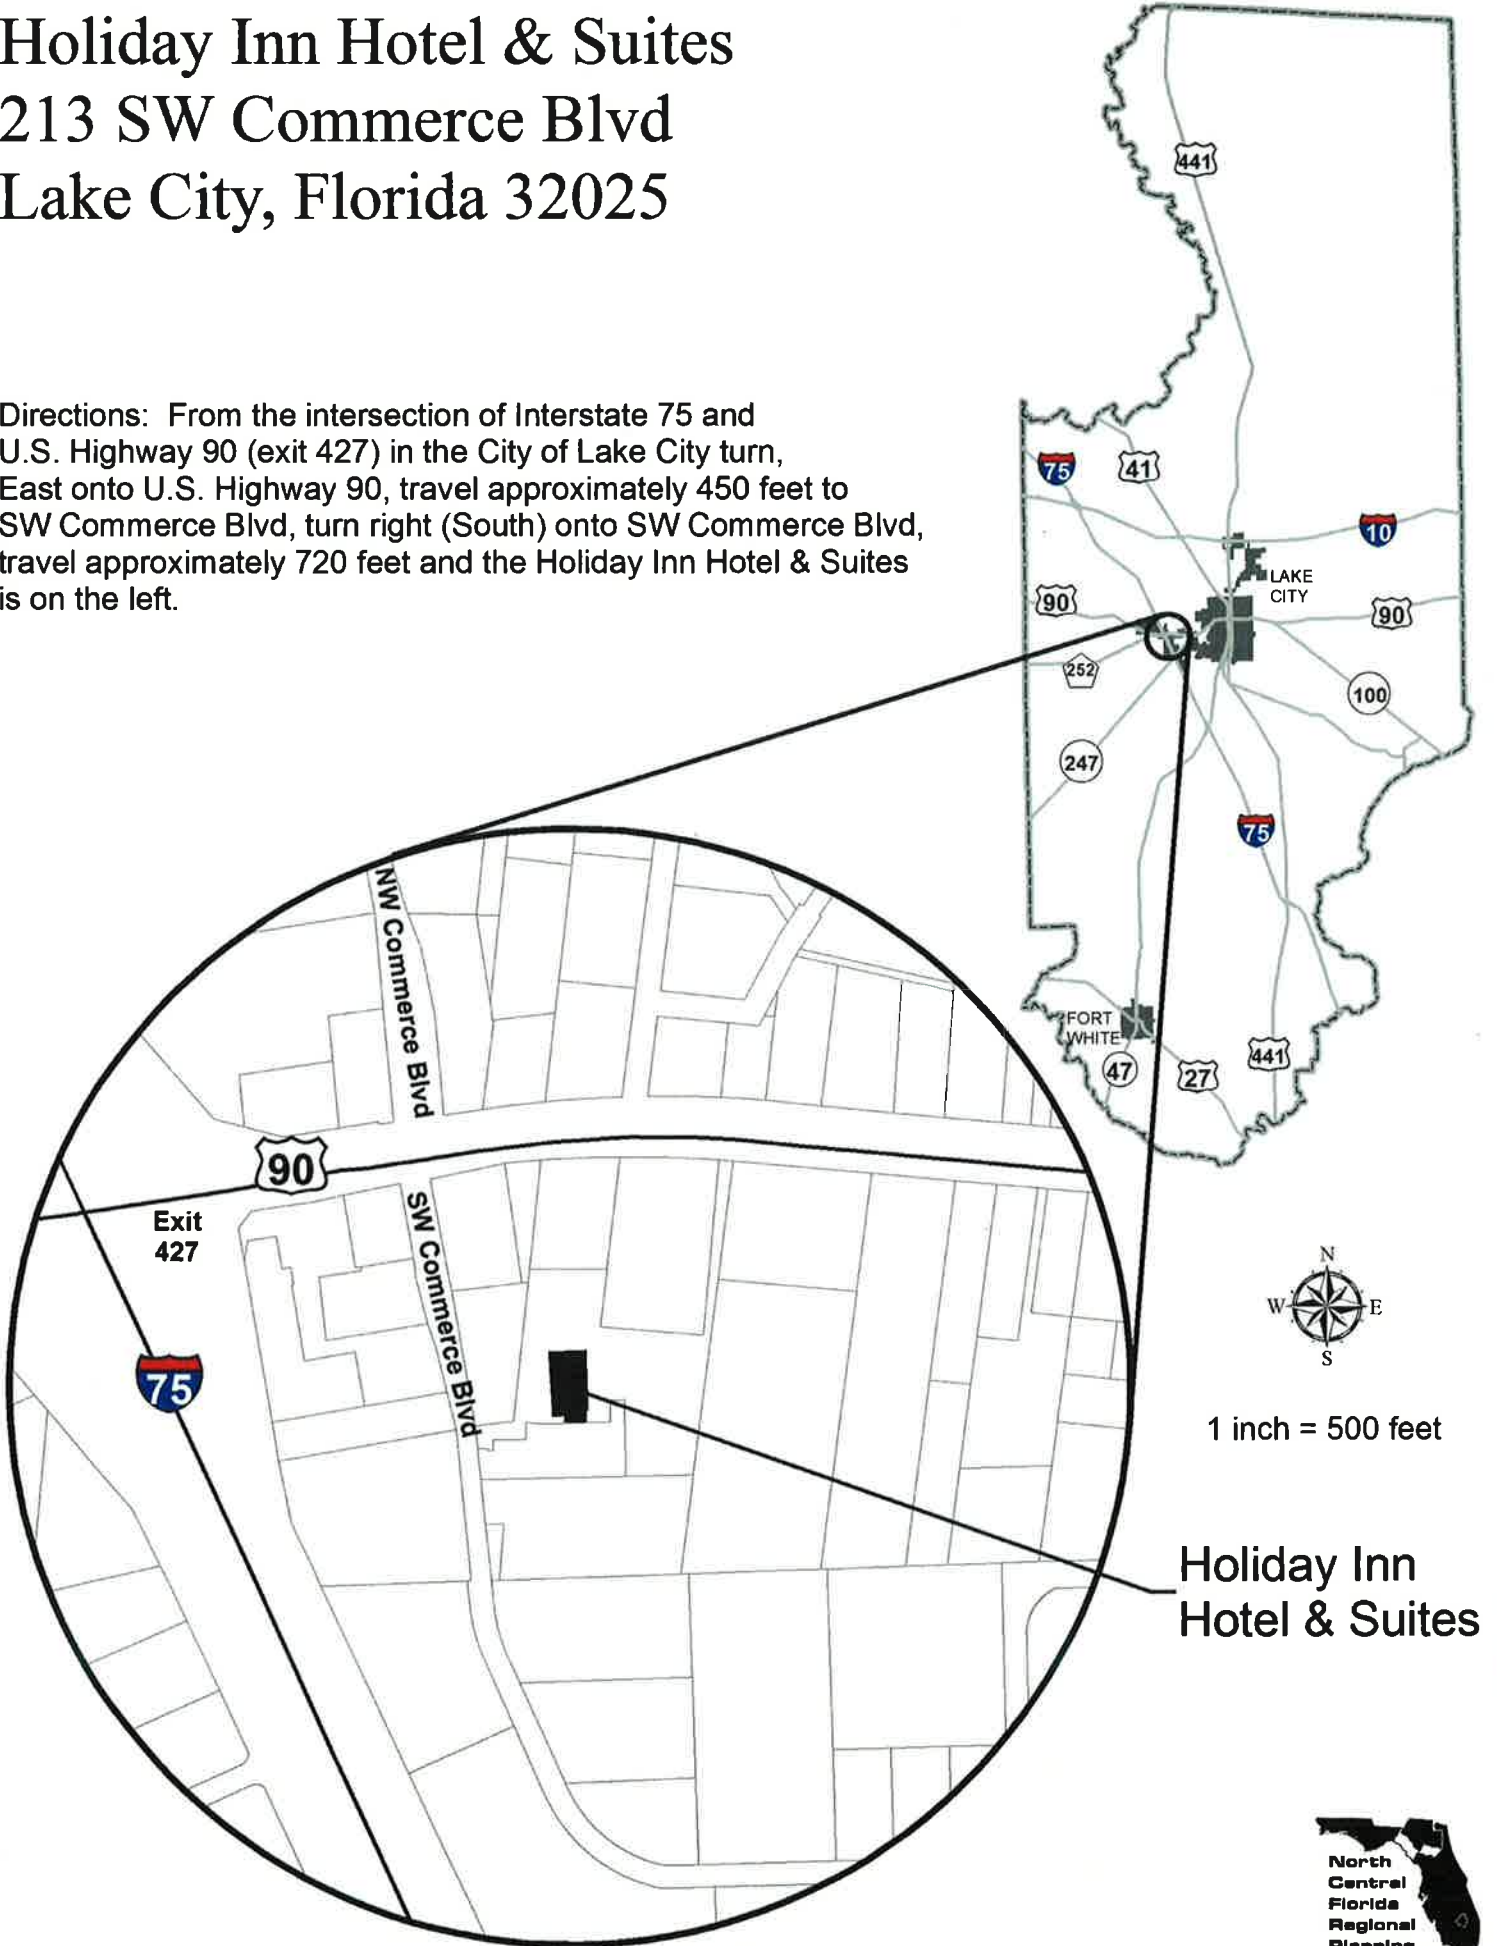 Holiday Inn Hotel & Suites
213 SW Commerce Blvd
Lake City, Florida 32025
Directions:  From the intersection of Interstate 75 and
U.S. Highway 90 (exit 427) in the City of Lake City turn,
East onto U.S. Highway 90, travel approximately 450 feet to
SW Commerce Blvd, turn right (South) onto SW Commerce Blvd,
travel approximately 720 feet and the Holiday Inn Hotel & Suites
is on the left.
441
75
41
10
LAKE
CITY
90
90
252
100
247
75
FORT
WHITE
47
27
441
NW Commerce Blvd
90
Exit
427
SW Commerce Blvd
75
N
W
E
S
1 inch = 500 feet
Holiday Inn
Hotel & Suites
North
Central
Florida
Regional
Planning